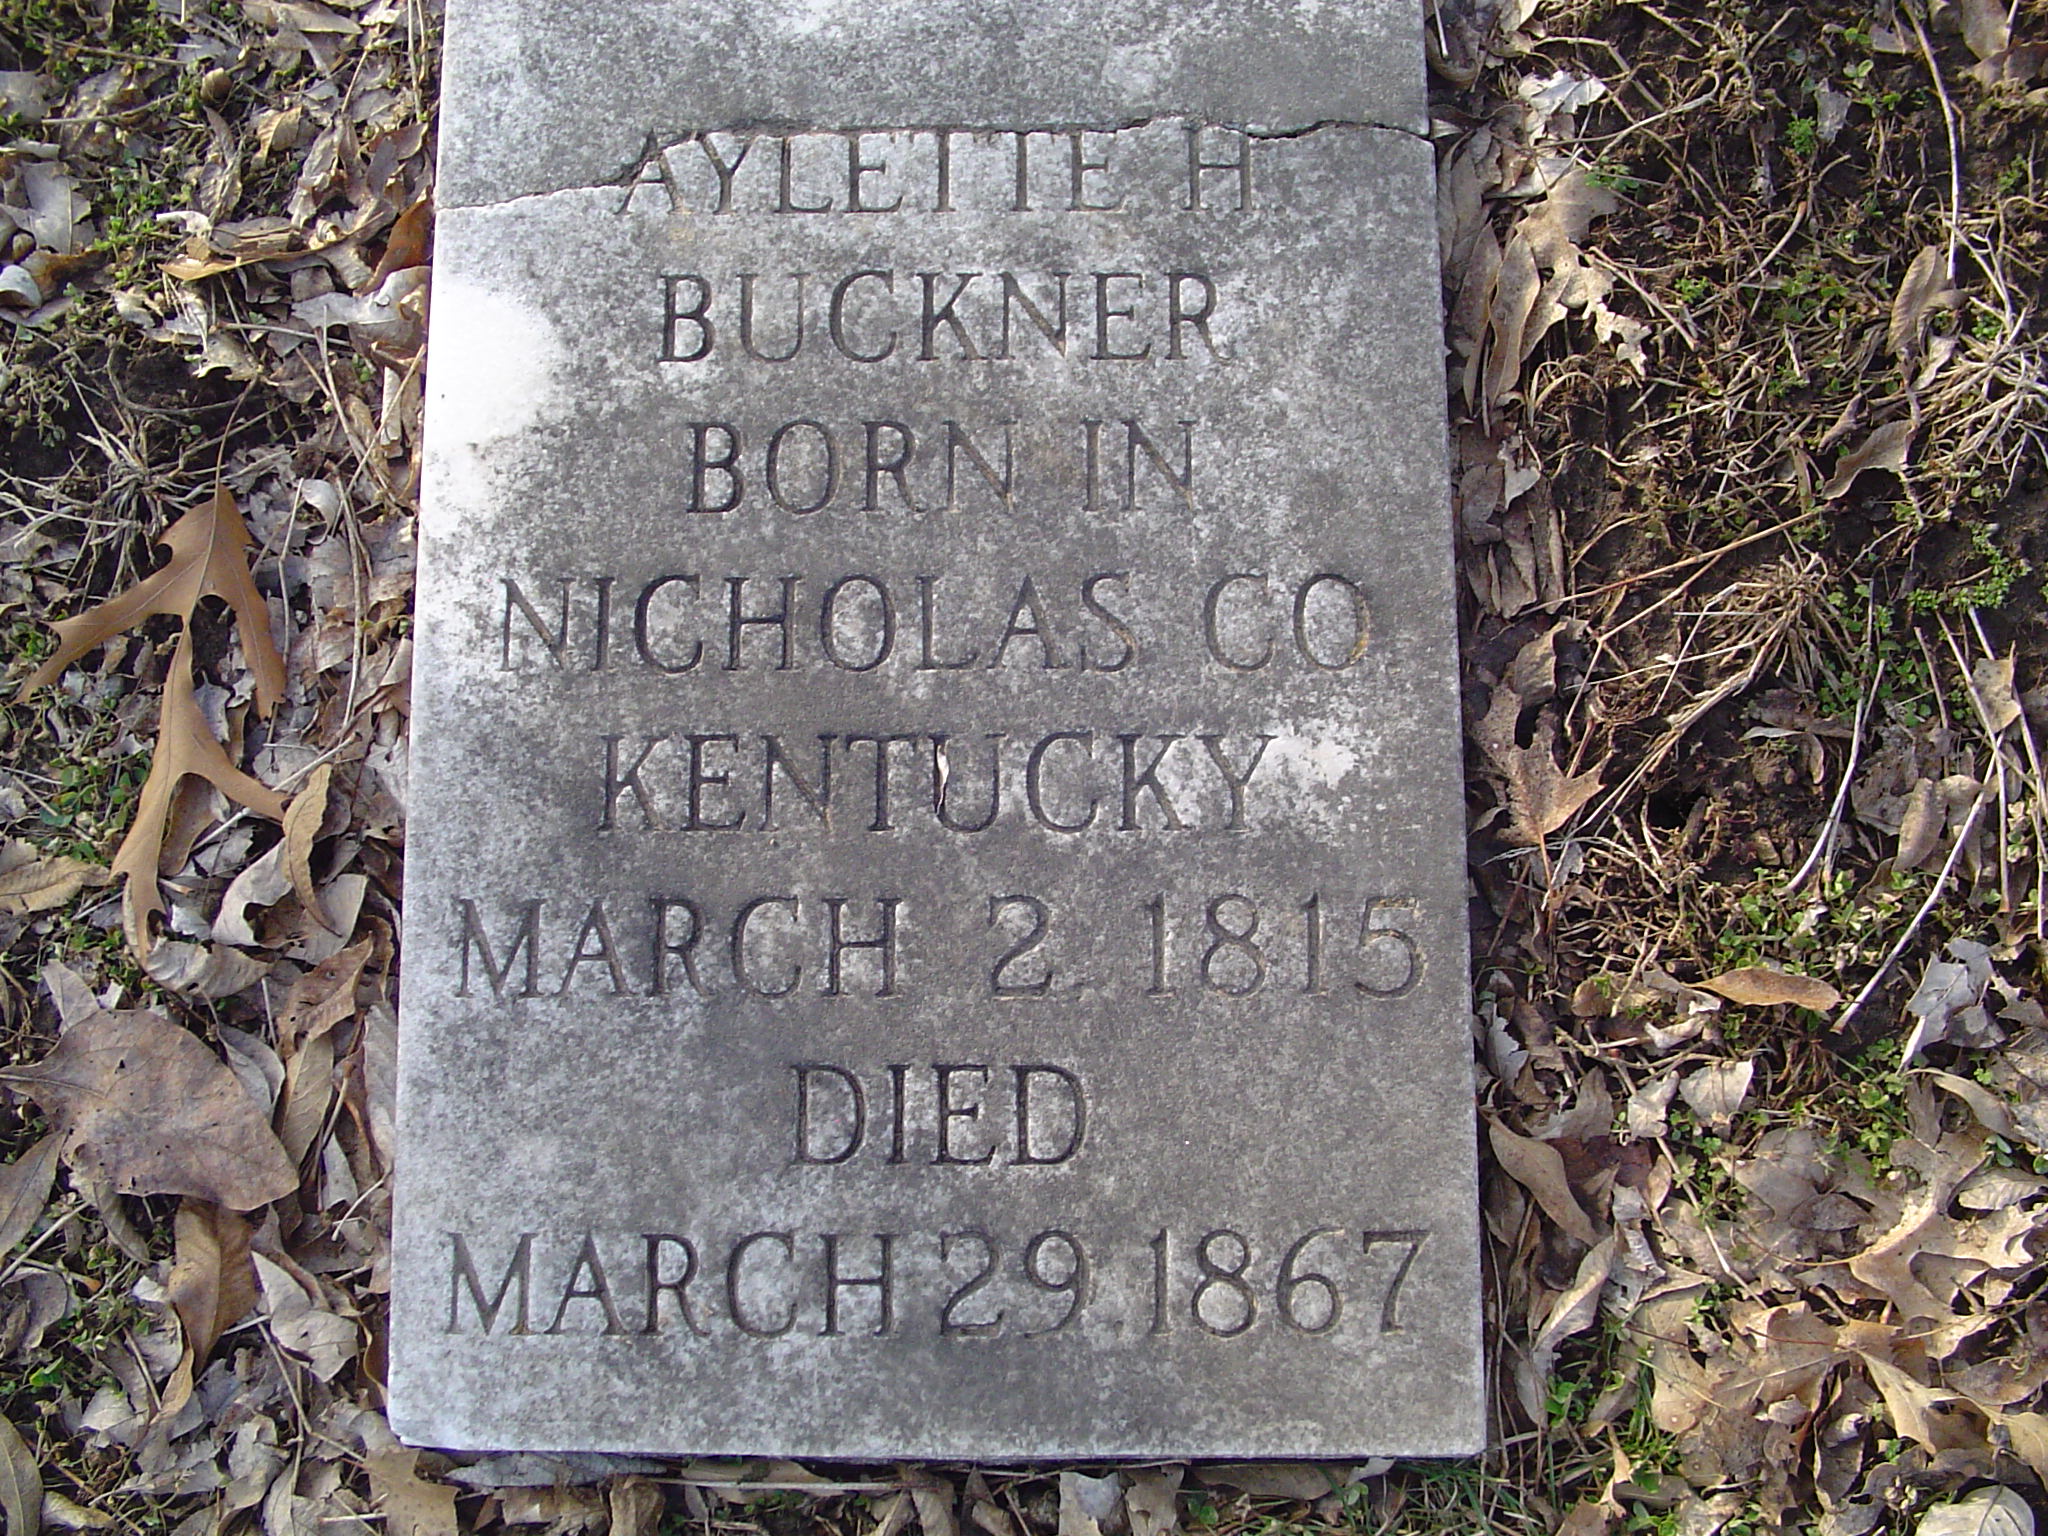 AYLETTE H
BUCKNER
BORN IN
NICHOLAS CO
KENTUCKY
MARCH 2 1815
DIED
MARCH 29 1867